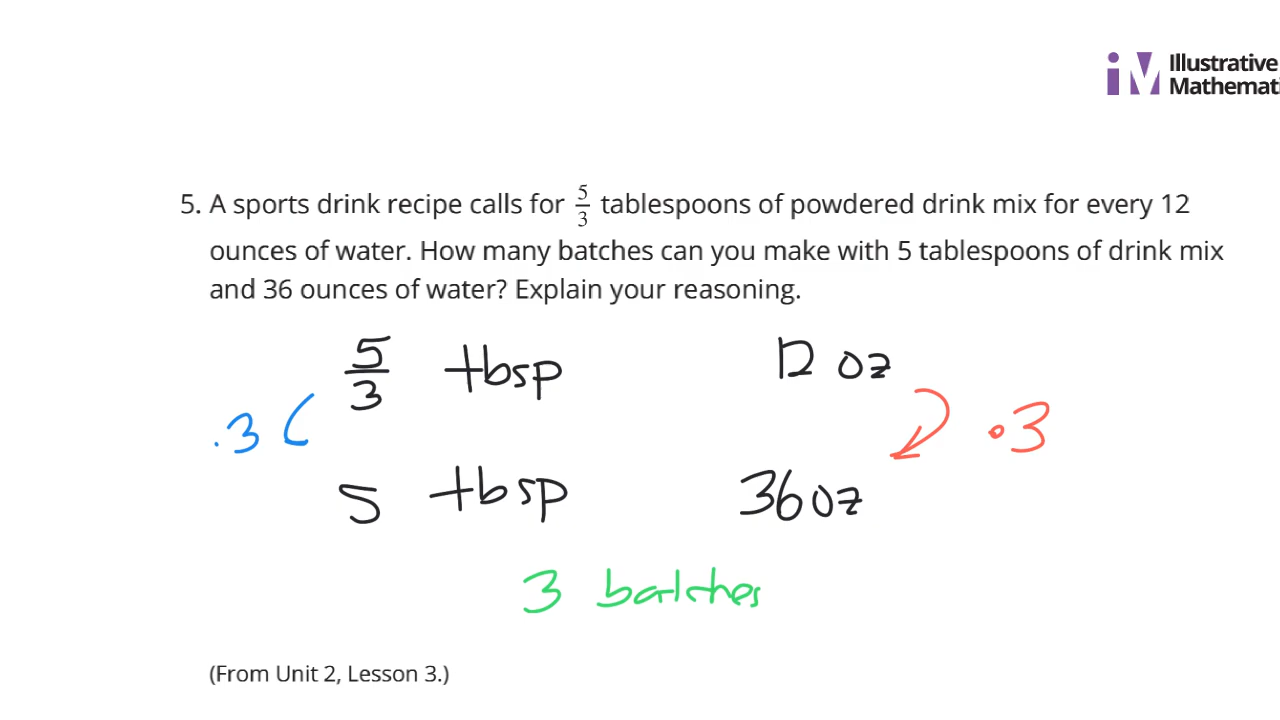 Illustrative
Mathemati
5. A sports drink recipe calls for 5/3 tablespoons of powdered drink mix for every 12
ounces of water. How many batches can you make with 5 tablespoons of drink mix
and 36 ounces of water? Explain your reasoning.
5/3 tbsp 12 oz
.3 •3
5 tbsp 36 oz
3 batches
(From Unit 2, Lesson 3.)